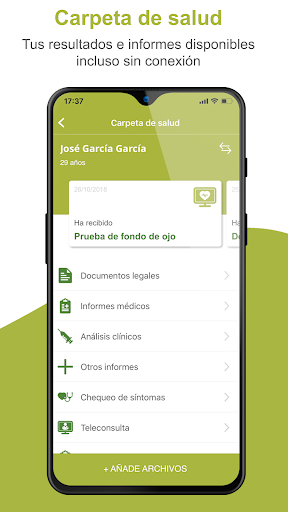 Carpeta de salud
Tus resultados e informes disponibles
incluso sin conexión
17:37
Carpeta de salud
José García García
29 años
26/10/2018
Ha recibido
Prueba de fondo de ojo
Ha
De
Documentos legales
Informes médicos
Análisis clínicos
Otros informes
Chequeo de síntomas
Teleconsulta
+ AÑADE ARCHIVOS